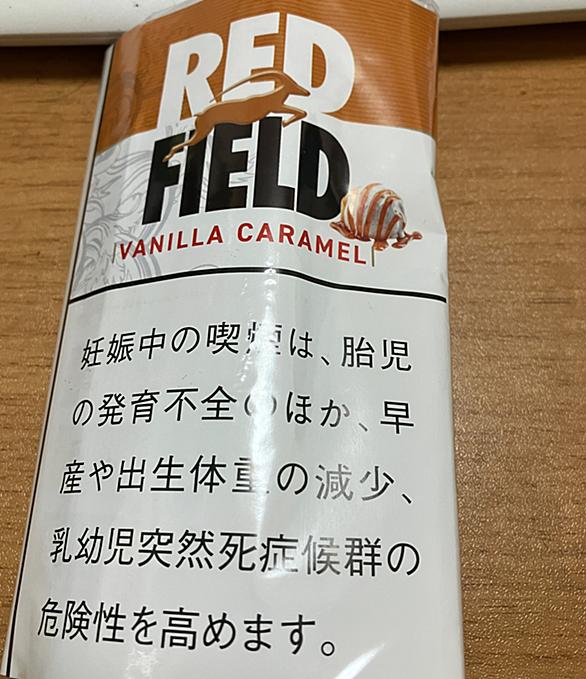 RED
FIELD
VANILLA CARAMEL
妊娠中の喫煙は、胎児
の発育不全のほか、早
産や出生体重の減少、
乳幼児突然死症候群の
危険性を高めます。